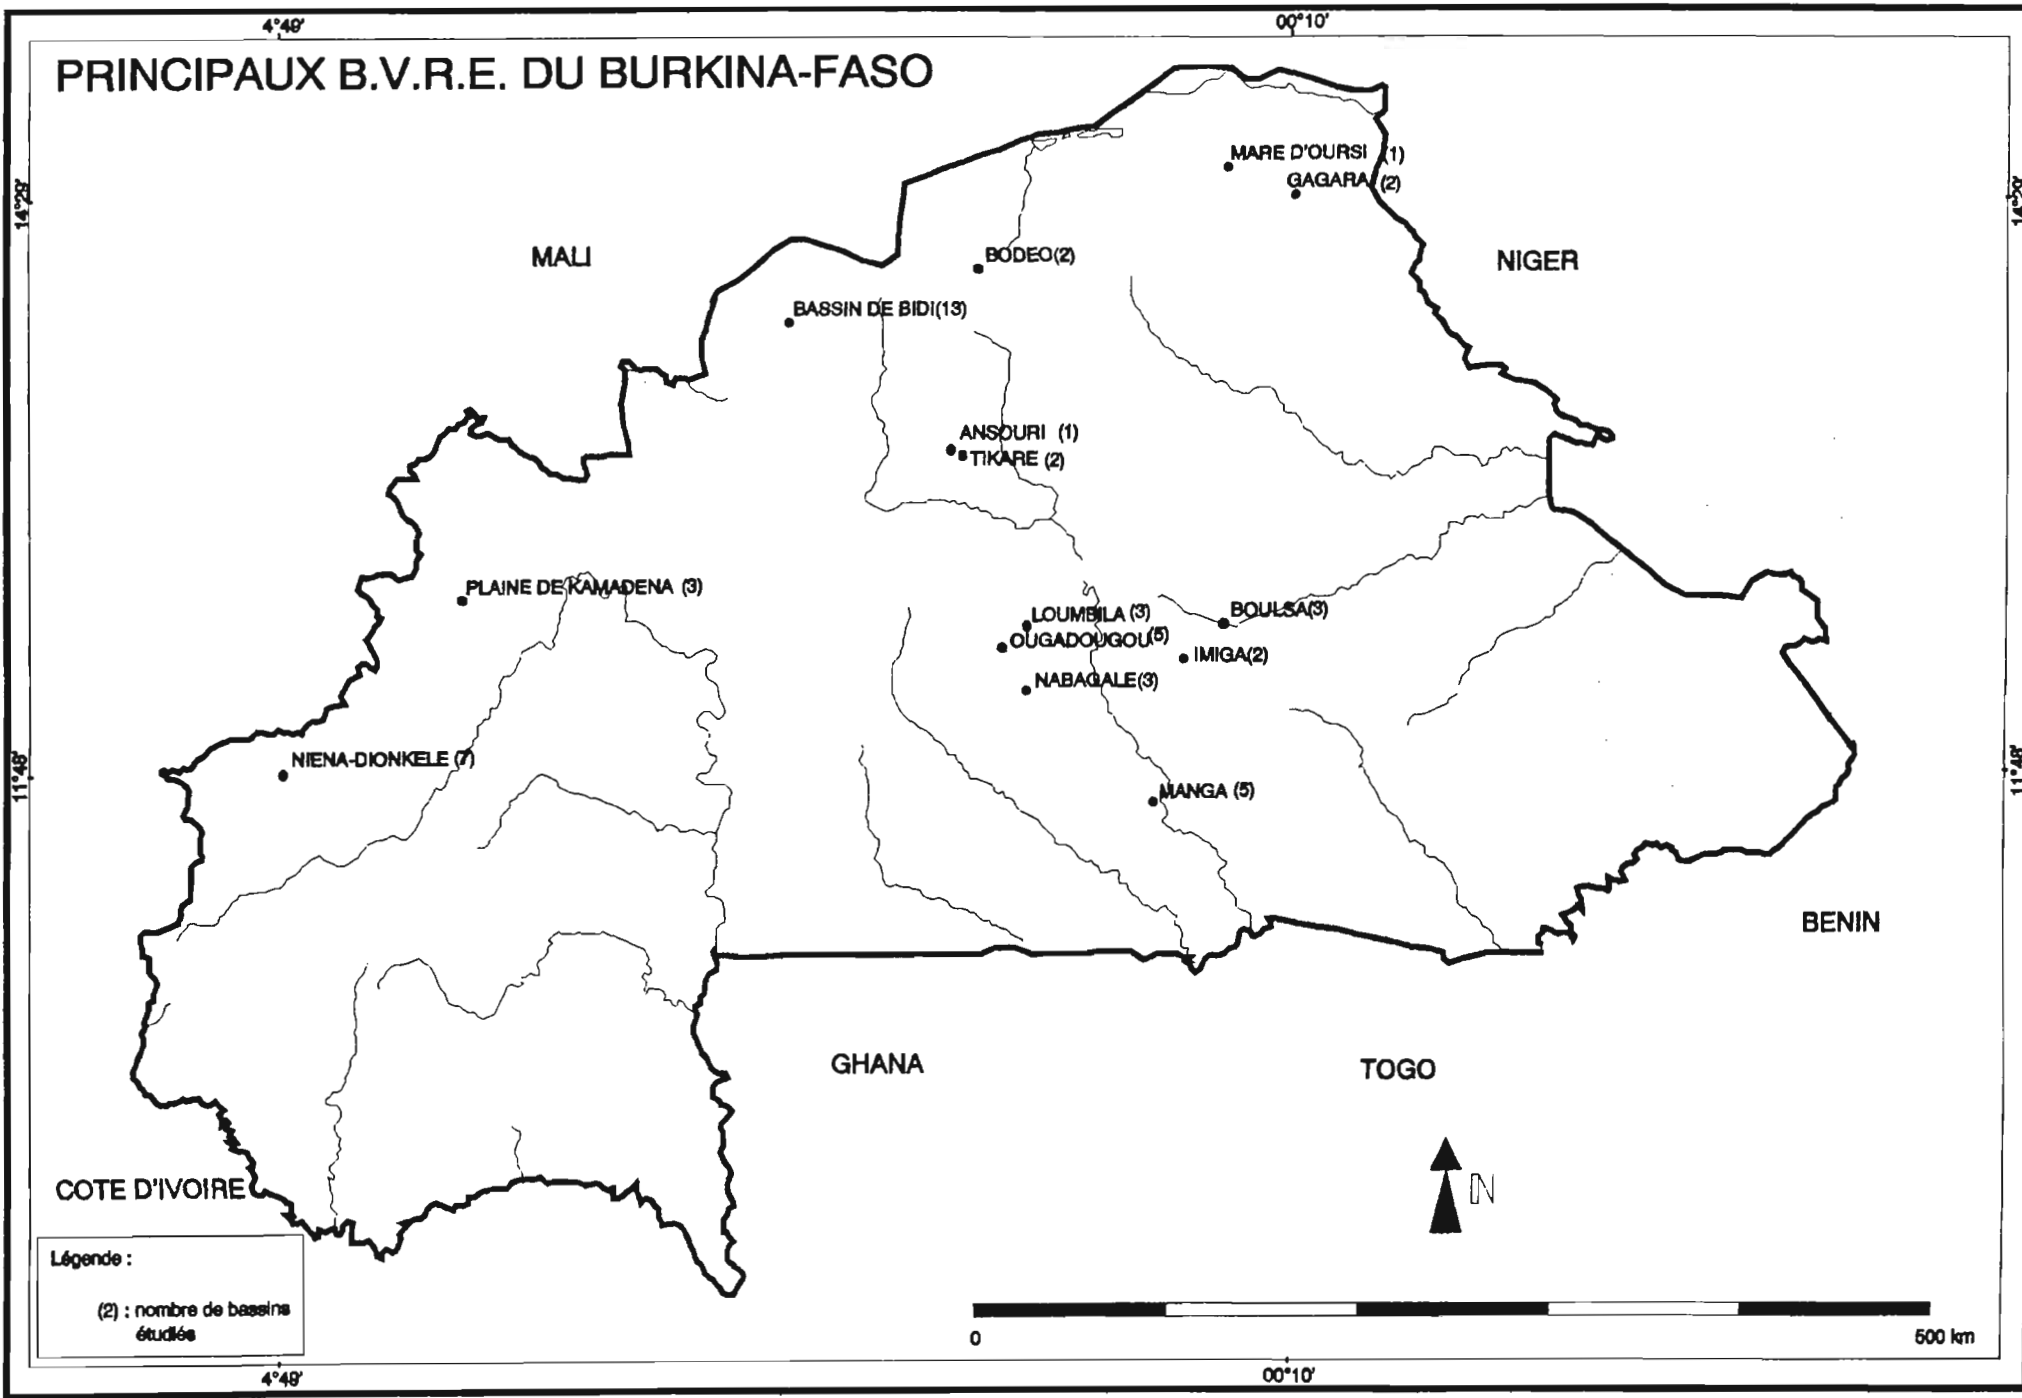 4°49'
00°10'
PRINCIPAUX B.V.R.E. DU BURKINA-FASO
MARE D'OURSI (1)
GAGARA (2)
14°29'
14°29'
MALI
BODEO(2)
NIGER
BASSIN DE BIDI(13)
ANSOURI (1)
TIKARE (2)
PLAINE DE KAMADENA (3)
LOUMBILA (3)
BOULSA(3)
OUGADOUGOU(5)
IMIGA(2)
NABAGALE(3)
NIENA-DIONKELE (7)
11°48'
11°48'
MANGA (5)
BENIN
GHANA
TOGO
COTE D'IVOIRE
N
Légende :
(2) : nombre de bassins
étudiés
0
500 km
4°49'
00°10'